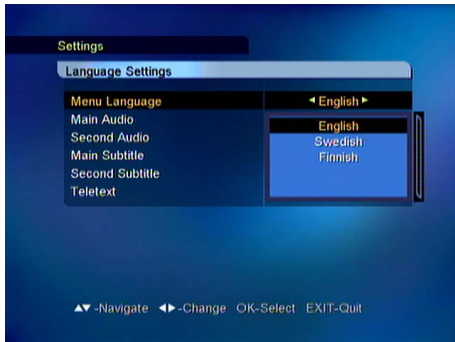 Settings
Language Settings
Menu Language ◄ English ►
Main Audio
English
Second Audio
Swedish
Main Subtitle
Finnish
Second Subtitle
Teletext
▲▼ -Navigate ◄► -Change OK-Select EXIT-Quit